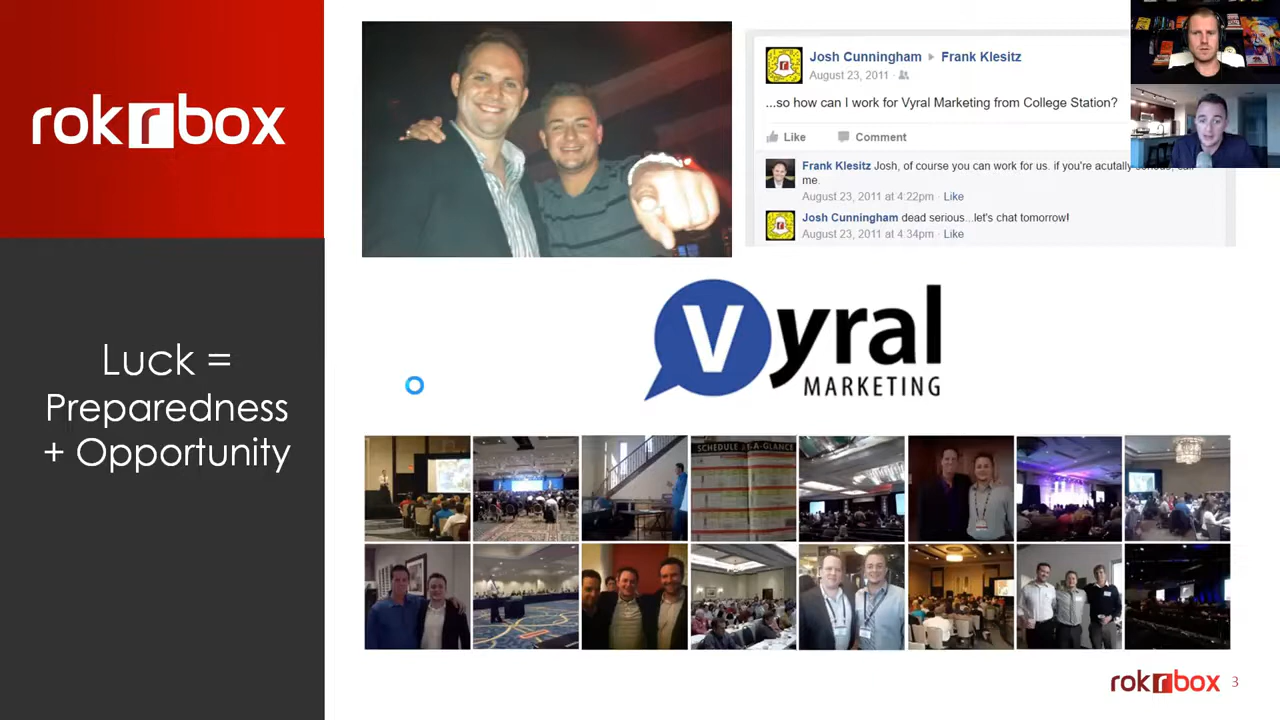 rokrbox
Luck =
Preparedness
+ Opportunity
Josh Cunningham ▸ Frank Klesitz
August 23, 2011 ·
...so how can I work for Vyral Marketing from College Station?
Like Comment
Frank Klesitz Josh, of course you can work for us. if you're acutally
me.
August 23, 2011 at 4:22pm · Like
Josh Cunningham dead serious...let's chat tomorrow!
August 23, 2011 at 4:34pm · Like
Vyral
MARKETING
SCHEDULE AT-A-GLANCE
rokrbox 3